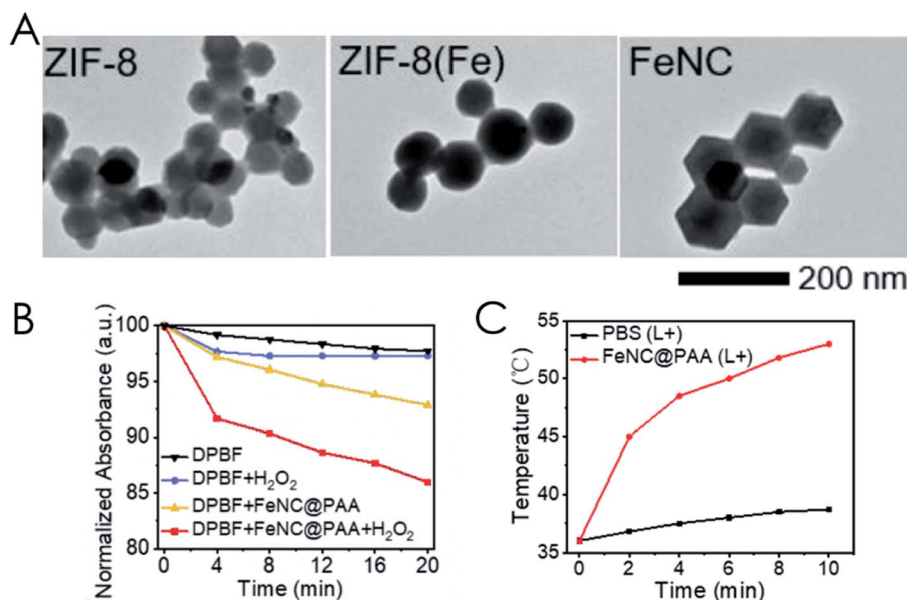 A
ZIF-8
ZIF-8(Fe)
FeNC
200 nm
B
Normalized Absorbance (a.u.)
100
95
90
85
DPBF
DPBF+H₂O₂
DPBF+FeNC@PAA
DPBF+FeNC@PAA+H₂O₂
0 4 8 12 16 20
Time (min)
C
Temperature (℃)
55
50
45
40
35
PBS (L+)
FeNC@PAA (L+)
0 2 4 6 8 10
Time (min)